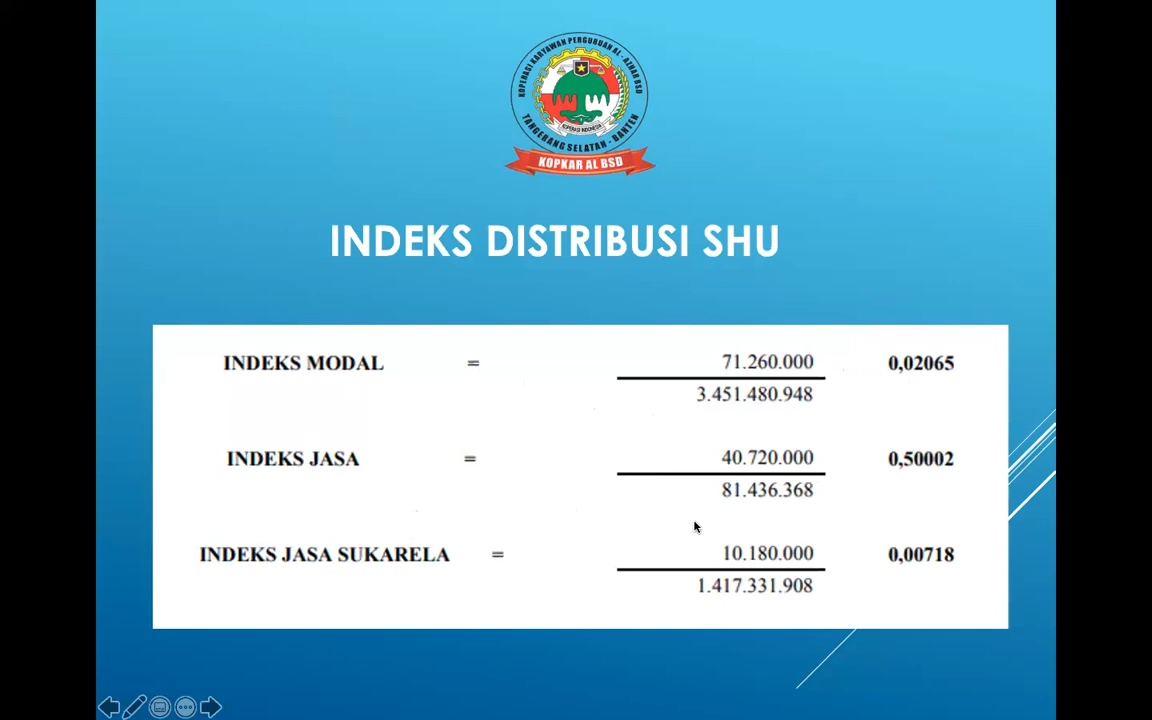 KOPERASI KARYAWAN PERGURUAN AL-AZHAR BSD
KOPERASI INDONESIA
TANGERANG SELATAN - BANTEN
KOPKAR AL BSD
INDEKS DISTRIBUSI SHU
INDEKS MODAL = 71.260.000 0,02065
3.451.480.948
INDEKS JASA = 40.720.000 0,50002
81.436.368
INDEKS JASA SUKARELA = 10.180.000 0,00718
1.417.331.908